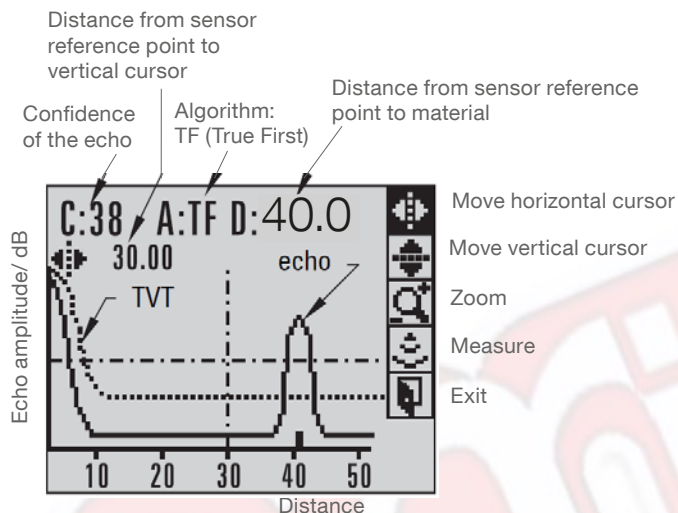 Distance from sensor
reference point to
vertical cursor
Distance from sensor reference
point to material
Confidence
of the echo
Algorithm:
TF (True First)
C:38 A:TF D:40.0
30.00
echo
TVT
Move horizontal cursor
Move vertical cursor
Zoom
Measure
Exit
Echo amplitude/ dB
10 20 30 40 50
Distance